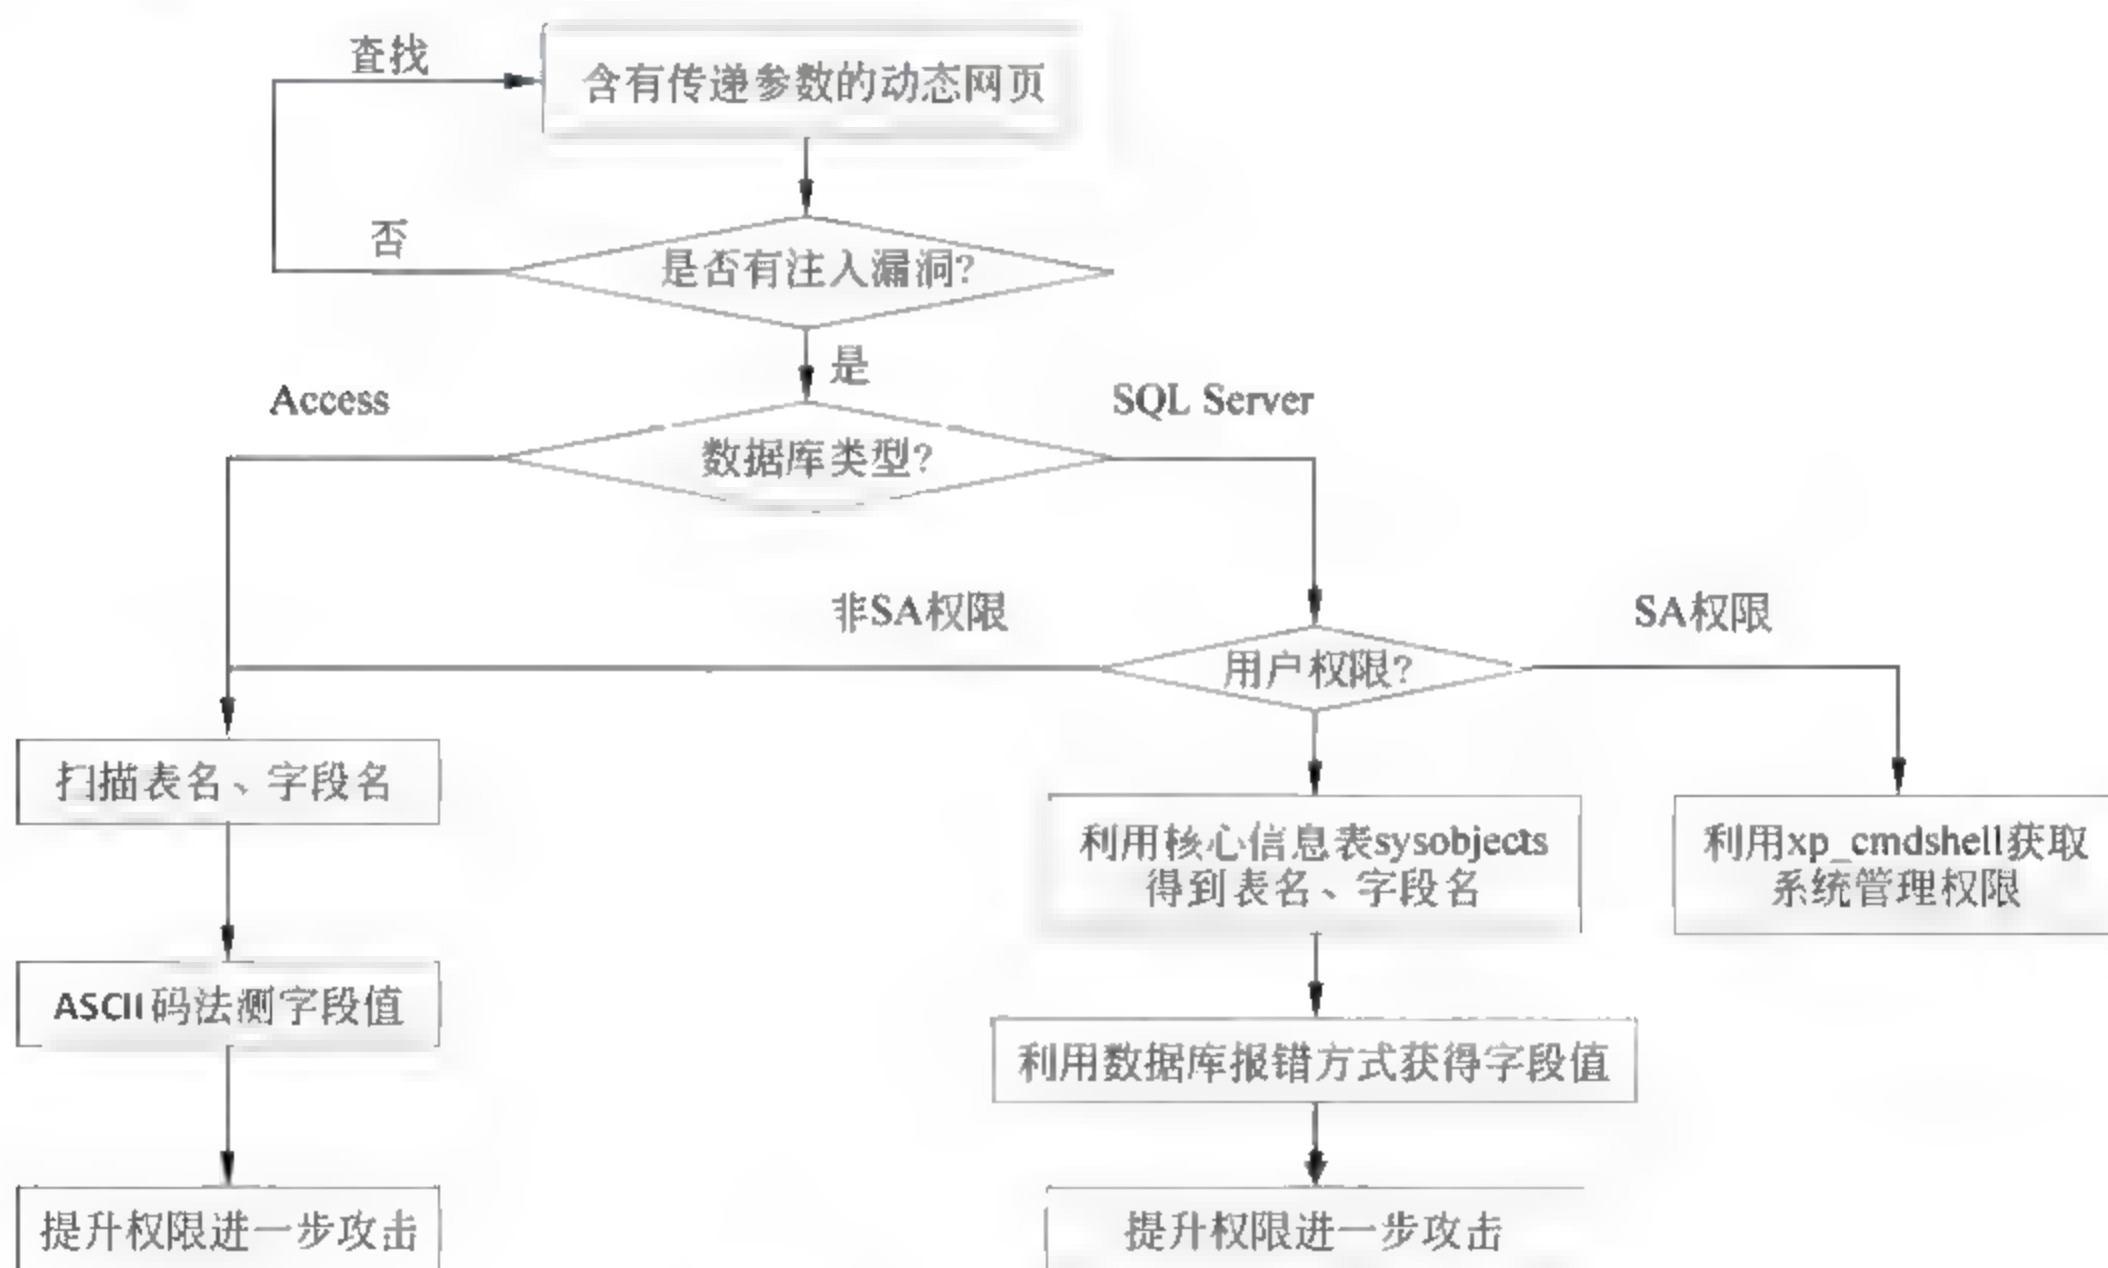 查找
含有传递参数的动态网页
否
是否有注入漏洞?
是
Access
SQL Server
数据库类型?
非SA权限
SA权限
用户权限?
扫描表名、字段名
利用核心信息表sysobjects
得到表名、字段名
利用xp_cmdshell获取
系统管理权限
ASCII码法测字段值
利用数据库报错方式获得字段值
提升权限进一步攻击
提升权限进一步攻击